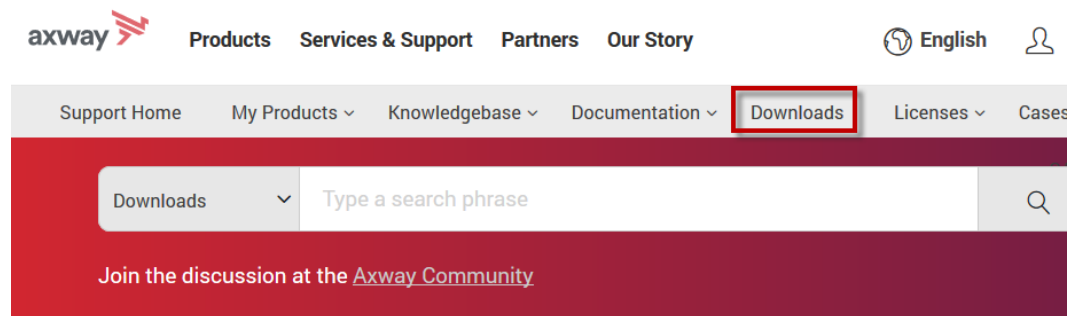 axway Products Services & Support Partners Our Story English
Support Home My Products Knowledgebase Documentation Downloads Licenses Cases
Downloads Type a search phrase
Join the discussion at the Axway Community